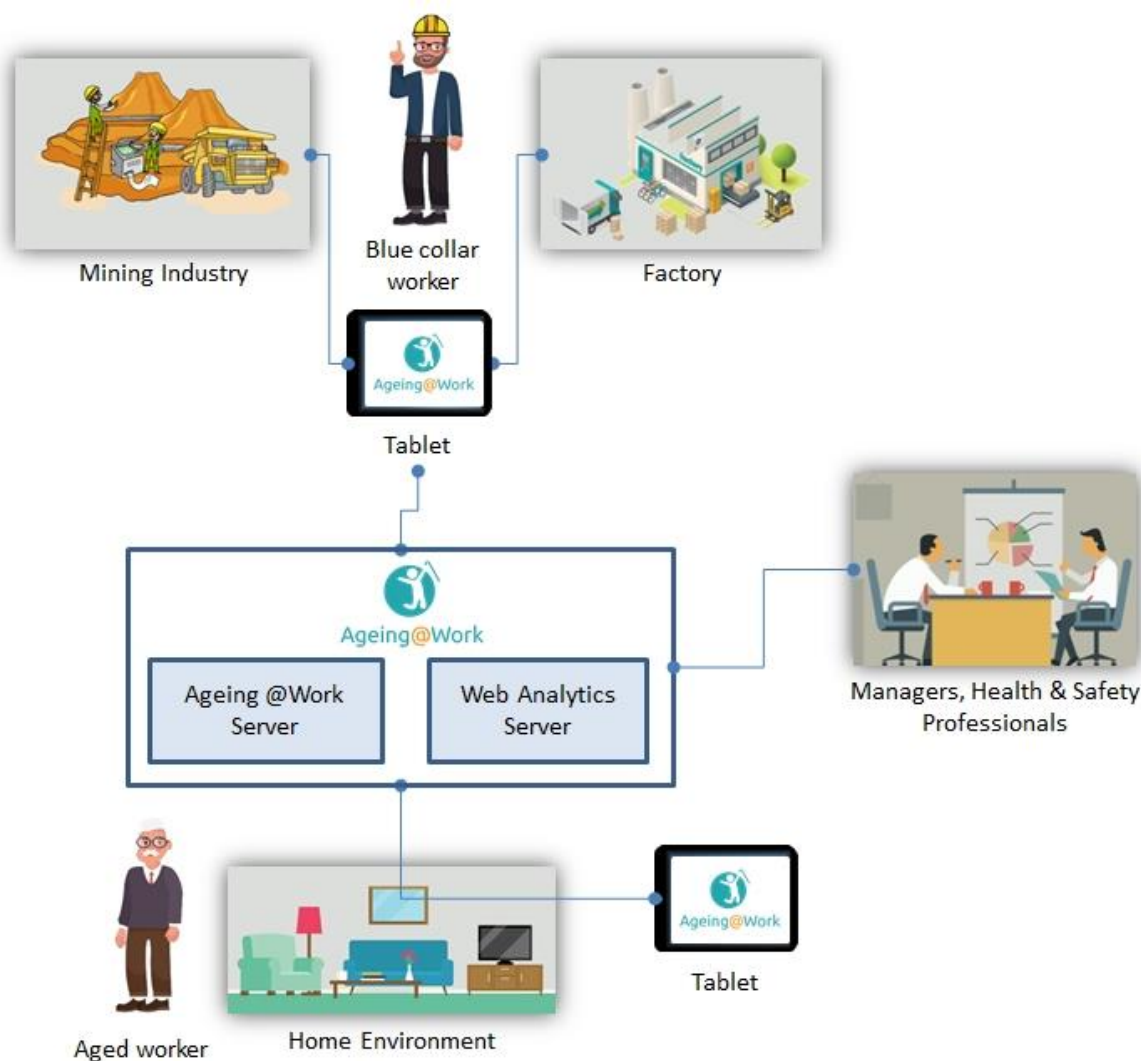 Mining Industry
Blue collar
worker
Factory
Ageing@Work
Tablet
Ageing@Work
Ageing @Work
Server
Web Analytics
Server
Managers, Health & Safety
Professionals
Ageing@Work
Tablet
Aged worker
Home Environment